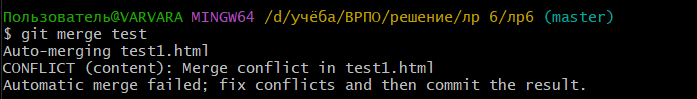 Пользователь@VARVARA MINGW64 /d/учёба/ВРПО/решение/лр 6/лр6 (master)
$ git merge test
Auto-merging test1.html
CONFLICT (content): Merge conflict in test1.html
Automatic merge failed; fix conflicts and then commit the result.